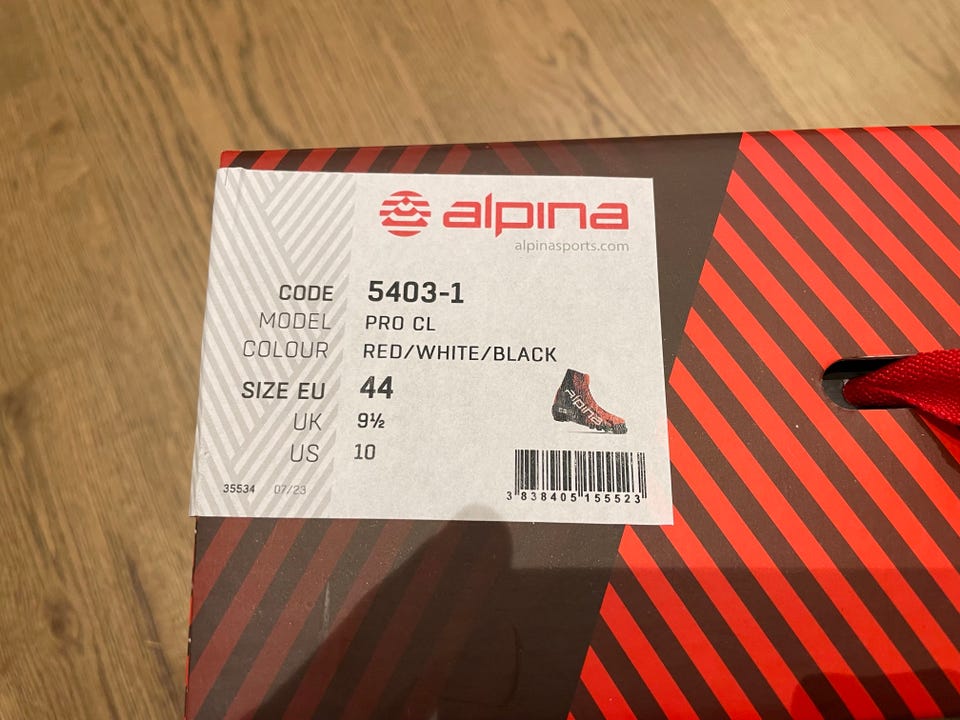 alpina
alpinasports.com
CODE 5403-1
MODEL PRO CL
COLOUR RED/WHITE/BLACK
SIZE EU 44
UK 9½
US 10
alpina
35534 07/23
3 838405 155523